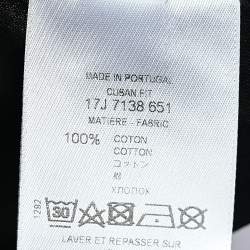 MADE IN PORTUGAL
CUBAN FIT
17J 7138 651
MATIERE - FABRIC
100% COTON
COTTON
コットン
棉
ХЛОПОК
1292
30
LAVER ET REPASSER SUR